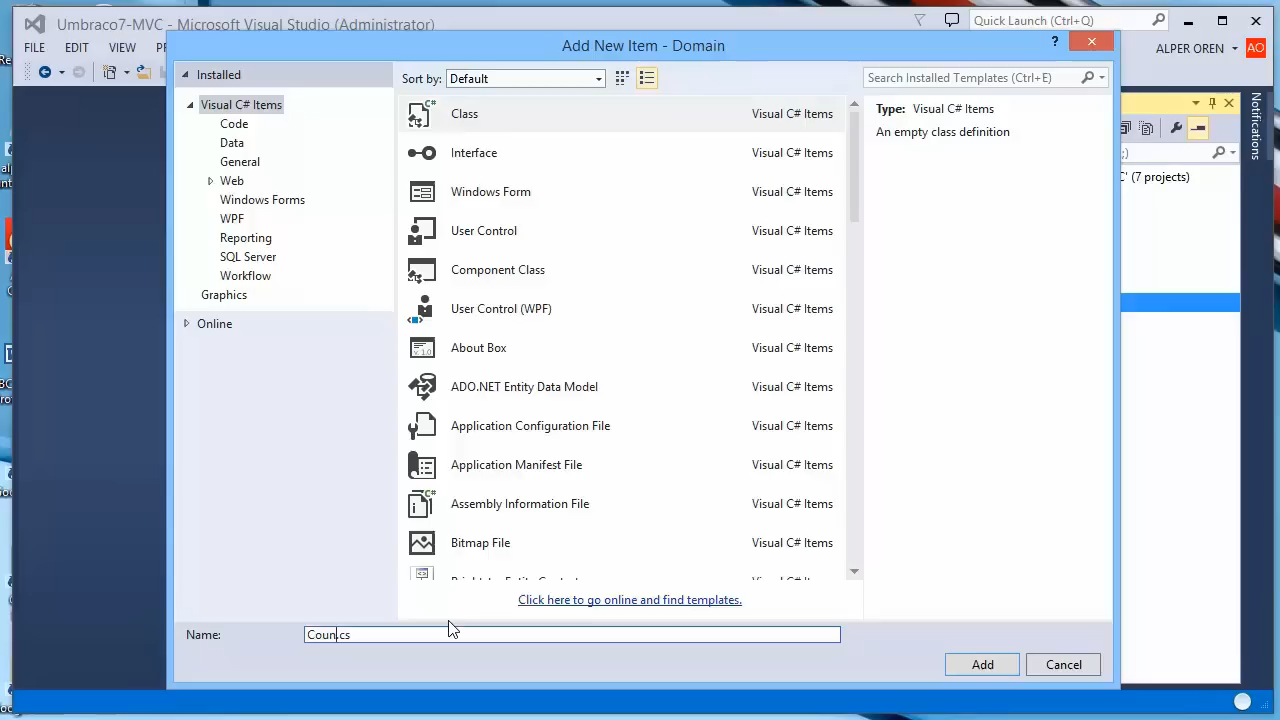 Umbraco7-MVC - Microsoft Visual Studio (Administrator)
Quick Launch (Ctrl+Q)
FILE EDIT VIEW
ALPER OREN AO
Add New Item - Domain
?
Installed
Sort by: Default
Search Installed Templates (Ctrl+E)
Visual C# Items
Code
Data
General
Web
Windows Forms
WPF
Reporting
SQL Server
Workflow
Graphics
Online
Class Visual C# Items
Interface Visual C# Items
Windows Form Visual C# Items
User Control Visual C# Items
Component Class Visual C# Items
User Control (WPF) Visual C# Items
About Box Visual C# Items
ADO.NET Entity Data Model Visual C# Items
Application Configuration File Visual C# Items
Application Manifest File Visual C# Items
Assembly Information File Visual C# Items
Bitmap File Visual C# Items
Click here to go online and find templates.
Type: Visual C# Items
An empty class definition
Name: Coun.cs
Add Cancel
;)
C' (7 projects)
Notifications